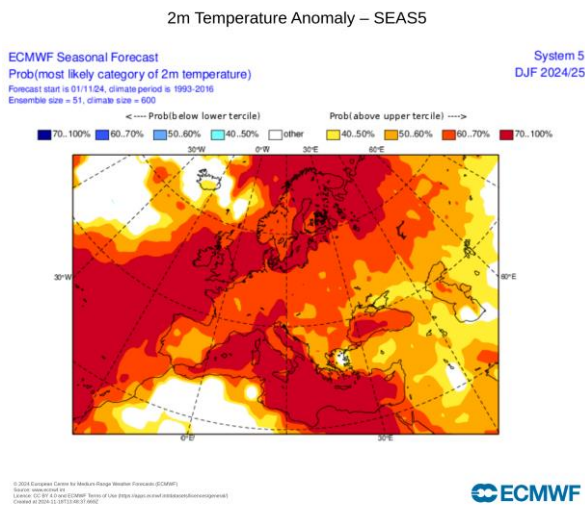 2m Temperature Anomaly – SEAS5
ECMWF Seasonal Forecast
System 5
Prob(most likely category of 2m temperature)
DJF 2024/25
Forecast start is 01/11/24, climate period is 1993-2016
Ensemble size = 51, climate size = 600
<---- Prob(below lower tercile)
Prob(above upper tercile) ---->
70..100% 60..70% 50..60% 40..50% other 40..50% 50..60% 60..70% 70..100%
30°W 0°W 30°E 60°E
30°W 60°E
0°E 30°E
© 2024 European Centre for Medium-Range Weather Forecasts (ECMWF)
Source: www.ecmwf.int
ECMWF